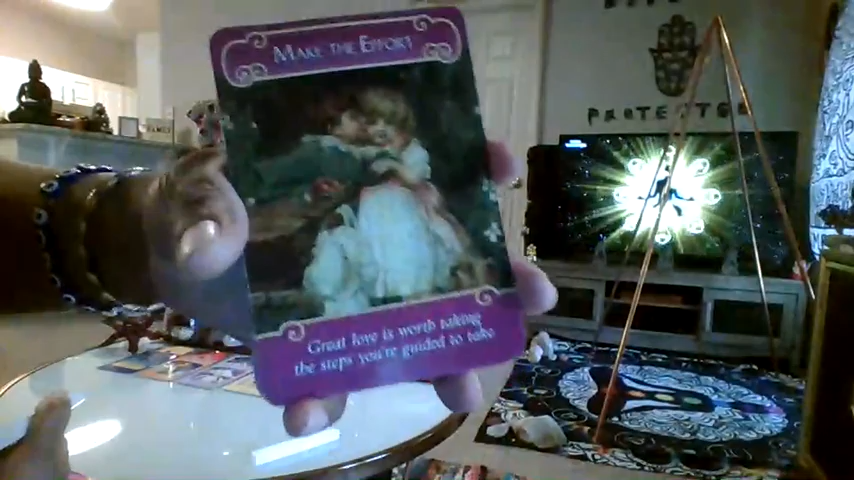 MAKE THE EFFORT
PROTECTED
Great love is worth taking
the steps you're guided to take